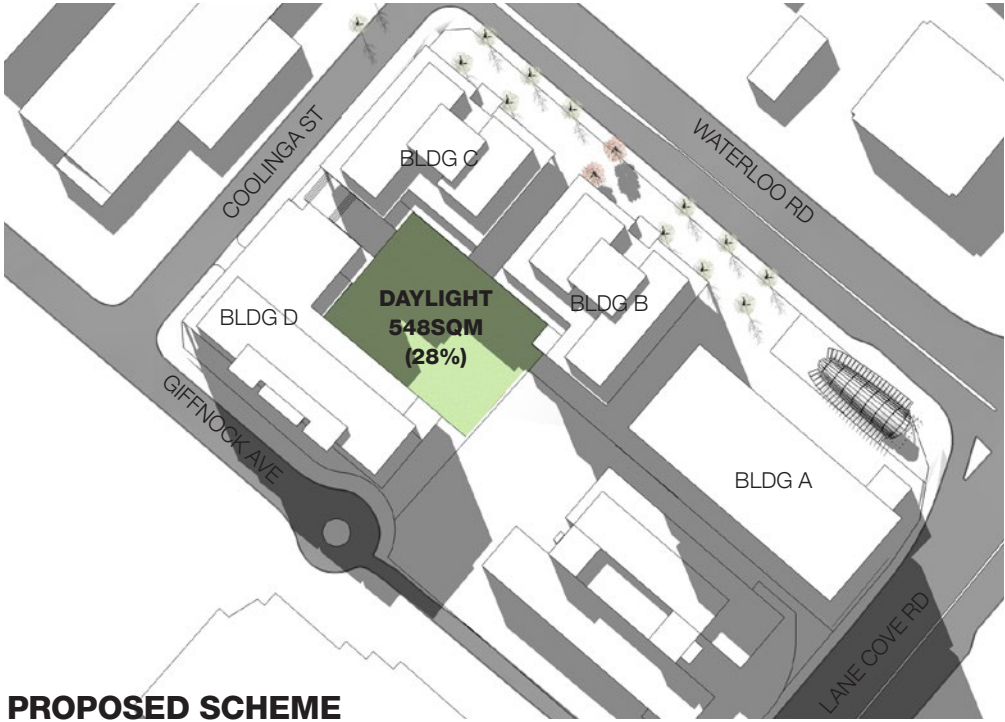 COOLINGA ST
WATERLOO RD
BLDG C
DAYLIGHT
548SQM
(28%)
BLDG B
BLDG D
GIFFNOCK AVE
BLDG A
LANE COVE RD
PROPOSED SCHEME